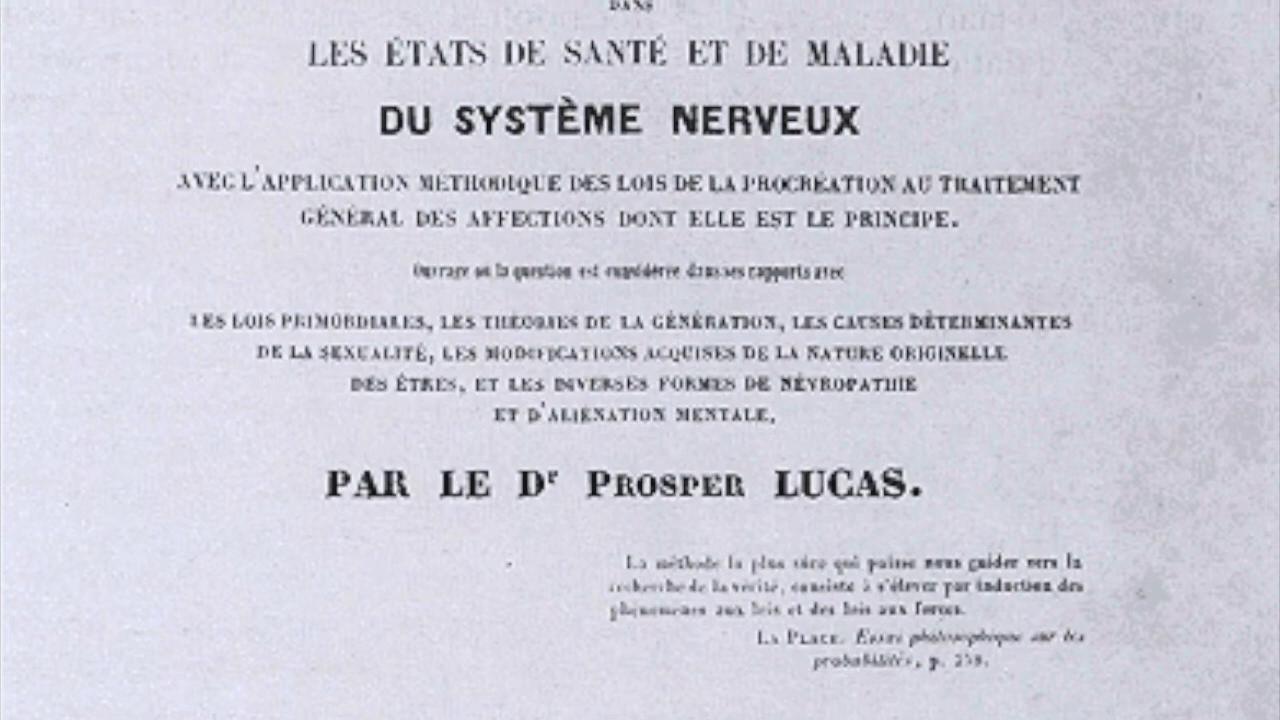 DANS
LES ÉTATS DE SANTÉ ET DE MALADIE
DU SYSTÈME NERVEUX
AVEC L'APPLICATION MÉTHODIQUE DES LOIS DE LA PROCRÉATION AU TRAITEMENT
GÉNÉRAL DES AFFECTIONS DONT ELLE EST LE PRINCIPE.
Ouvrage où la question est considérée dans ses rapports avec
LES LOIS PRIMORDIALES, LES THÉORIES DE LA GÉNÉRATION, LES CAUSES DÉTERMINANTES
DE LA SEXUALITÉ, LES MODIFICATIONS ACQUISES DE LA NATURE ORIGINELLE
DES ÊTRES, ET LES DIVERSES FORMES DE NÉVROPATHIE
ET D'ALIÉNATION MENTALE,
PAR LE Dr PROSPER LUCAS.
La méthode la plus sûre qui puisse nous guider vers la
recherche de la vérité, consiste à s'élever par induction des
phénomènes aux lois et des lois aux forces.
LA PLACE. Essai philosophique sur les
probabilités, p.